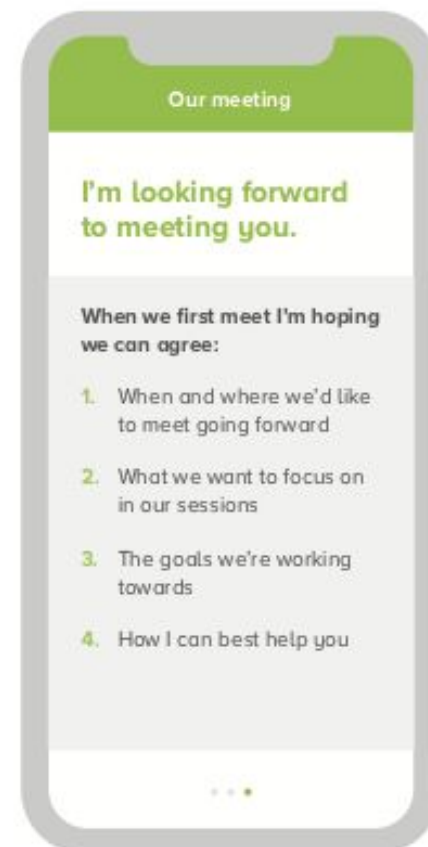 Our meeting
I'm looking forward
to meeting you.
When we first meet I'm hoping
we can agree:
1. When and where we'd like
to meet going forward
2. What we want to focus on
in our sessions
3. The goals we're working
towards
4. How I can best help you